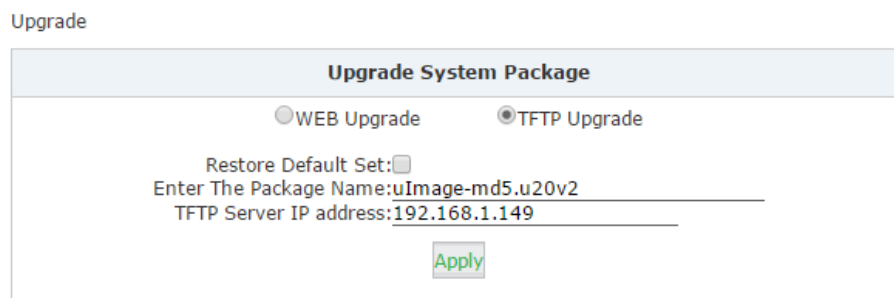 Upgrade
Upgrade System Package
WEB Upgrade TFTP Upgrade
Restore Default Set:
Enter The Package Name:uImage-md5.u20v2
TFTP Server IP address:192.168.1.149
Apply